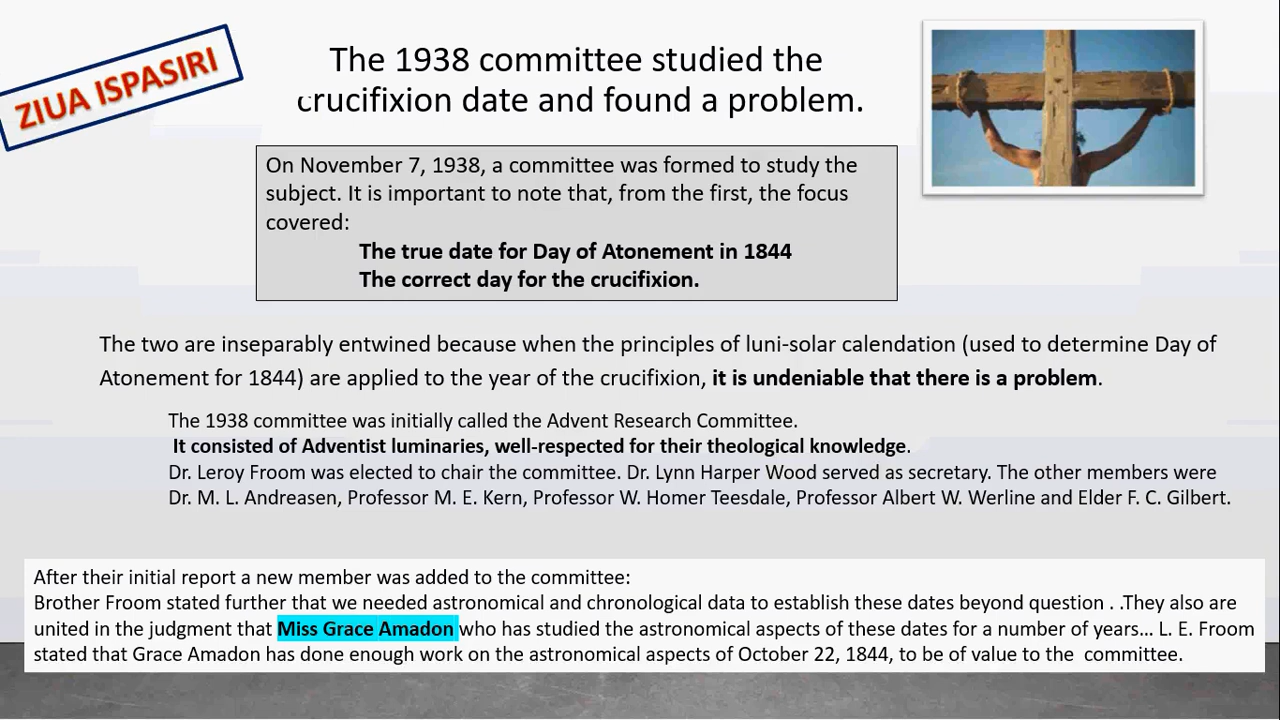 ZIUA ISPASIRI
The 1938 committee studied the
crucifixion date and found a problem.
On November 7, 1938, a committee was formed to study the
subject. It is important to note that, from the first, the focus
covered:
The true date for Day of Atonement in 1844
The correct day for the crucifixion.
The two are inseparably entwined because when the principles of luni-solar calendation (used to determine Day of
Atonement for 1844) are applied to the year of the crucifixion, it is undeniable that there is a problem.
The 1938 committee was initially called the Advent Research Committee.
It consisted of Adventist luminaries, well-respected for their theological knowledge.
Dr. Leroy Froom was elected to chair the committee. Dr. Lynn Harper Wood served as secretary. The other members were
Dr. M. L. Andreasen, Professor M. E. Kern, Professor W. Homer Teesdale, Professor Albert W. Werline and Elder F. C. Gilbert.
After their initial report a new member was added to the committee:
Brother Froom stated further that we needed astronomical and chronological data to establish these dates beyond question . .They also are
united in the judgment that Miss Grace Amadon who has studied the astronomical aspects of these dates for a number of years... L. E. Froom
stated that Grace Amadon has done enough work on the astronomical aspects of October 22, 1844, to be of value to the committee.